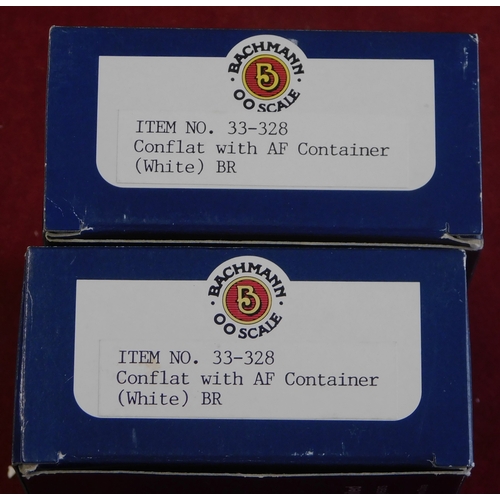 BACHMANN
OO SCALE
ITEM NO. 33-328
Conflat with AF Container
(White) BR
BACHMANN
OO SCALE
ITEM NO. 33-328
Conflat with AF Container
(White) BR